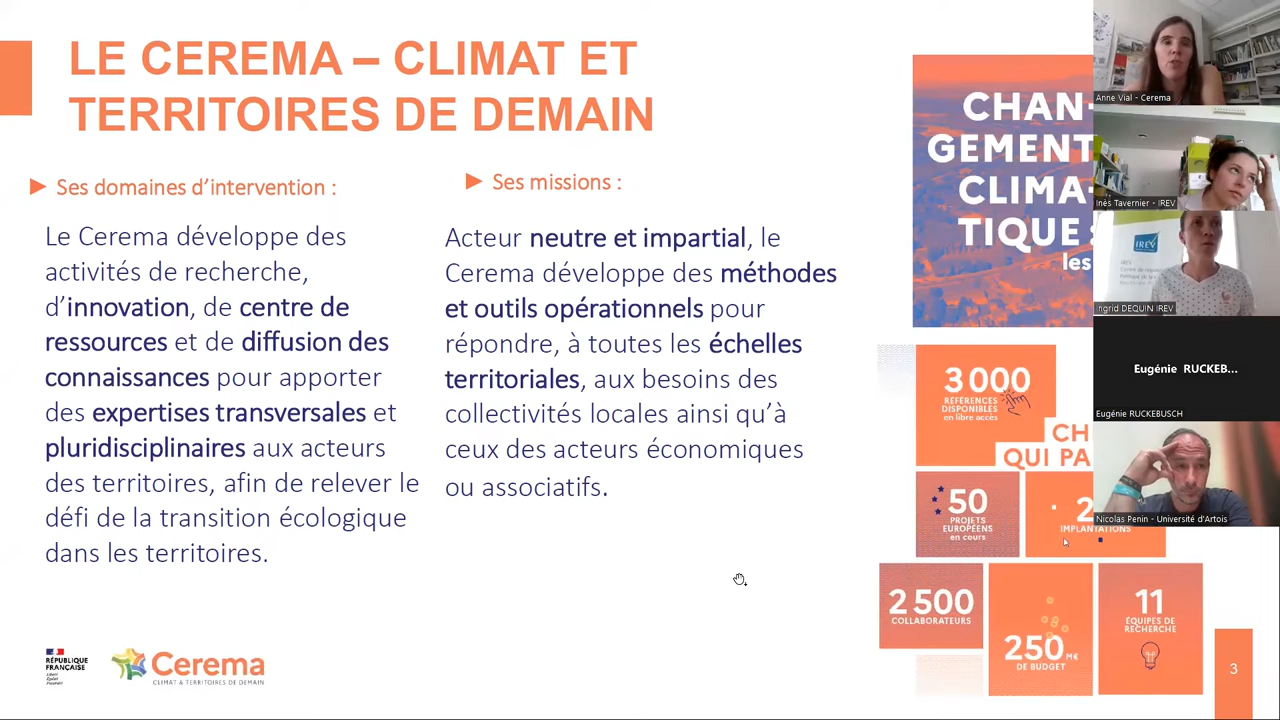 LE CEREMA – CLIMAT ET
TERRITOIRES DE DEMAIN
Ses domaines d’intervention :
Le Cerema développe des
activités de recherche,
d’innovation, de centre de
ressources et de diffusion des
connaissances pour apporter
des expertises transversales et
pluridisciplinaires aux acteurs
des territoires, afin de relever le
défi de la transition écologique
dans les territoires.
Ses missions :
Acteur neutre et impartial, le
Cerema développe des méthodes
et outils opérationnels pour
répondre, à toutes les échelles
territoriales, aux besoins des
collectivités locales ainsi qu’à
ceux des acteurs économiques
ou associatifs.
CHAN-
GEMENT
CLIMA-
TIQUE :
les
3 000
RÉFÉRENCES
DISPONIBLES
en libre accès
CH
QUI PA
50
PROJETS
EUROPÉENS
en cours
2
IMPLANTATIONS
2 500
COLLABORATEURS
250 M€
DE BUDGET
11
ÉQUIPES DE
RECHERCHE
RÉPUBLIQUE
FRANÇAISE
Liberté
Égalité
Fraternité
Cerema
CLIMAT & TERRITOIRES DE DEMAIN
3
Anne Vial - Cerema
Inès Tavernier - IREV
IREV
IREV
Ingrid DEQUIN IREV
Eugénie RUCKEB...
Eugénie RUCKEBUSCH
Nicolas Penin - Université d'Artois